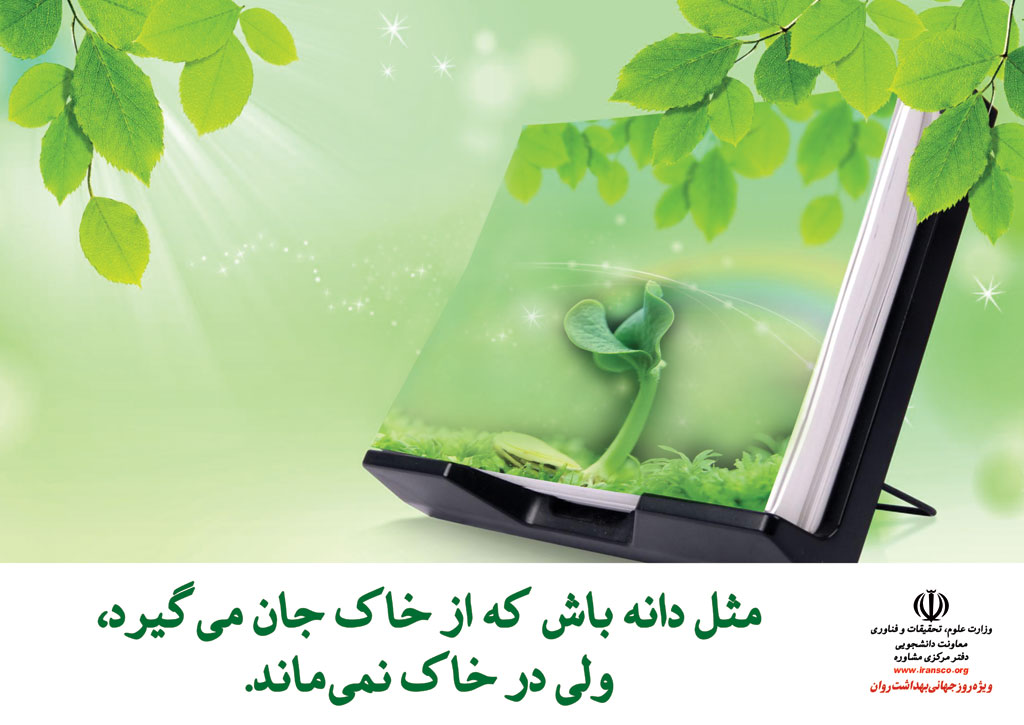 مثل دانه باش که از خاک جان می‌گیرد،
ولی در خاک نمی‌ماند.
وزارت علوم، تحقیقات و فناوری
معاونت دانشجویی
دفتر مرکزی مشاوره
www.iransco.org
ویژه روز جهانی بهداشت روان